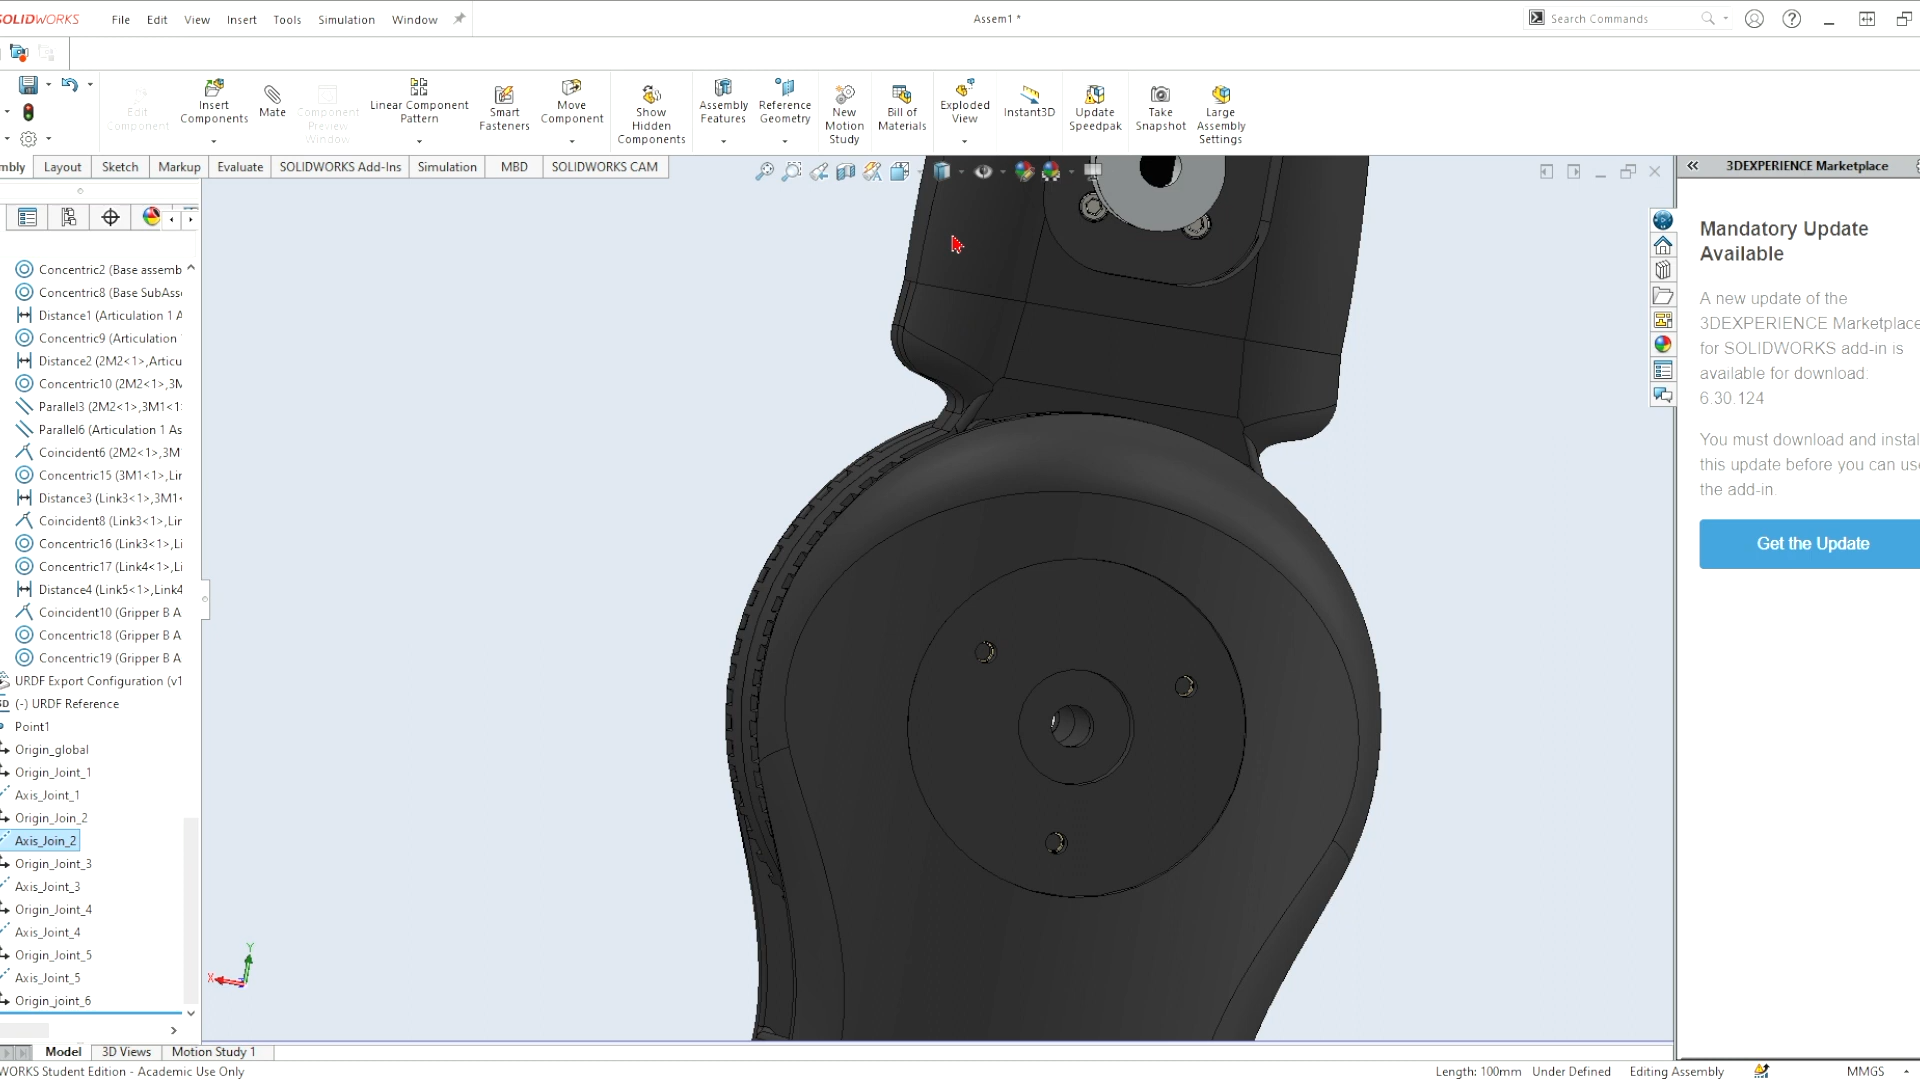 SOLIDWORKS File Edit View Insert Tools Simulation Window Assem1 * Search Commands
Edit Component
Insert Components
Mate
Component Preview Window
Linear Component Pattern
Smart Fasteners
Move Component
Show Hidden Components
Assembly Features
Reference Geometry
New Motion Study
Bill of Materials
Exploded View
Instant3D
Update Speedpak
Take Snapshot
Large Assembly Settings
mbly Layout Sketch Markup Evaluate SOLIDWORKS Add-Ins Simulation MBD SOLIDWORKS CAM
Concentric2 (Base assemb
Concentric8 (Base SubAss
Distance1 (Articulation 1 A
Concentric9 (Articulation
Distance2 (2M2<1>,Articu
Concentric10 (2M2<1>,3M
Parallel3 (2M2<1>,3M1<1
Parallel6 (Articulation 1 As
Coincident6 (2M2<1>,3M
Concentric15 (3M1<1>,Lir
Distance3 (Link3<1>,3M1<
Coincident8 (Link3<1>,Lir
Concentric16 (Link3<1>,Li
Concentric17 (Link4<1>,Li
Distance4 (Link5<1>,Link4
Coincident10 (Gripper B A
Concentric18 (Gripper B A
Concentric19 (Gripper B A
URDF Export Configuration (v1
(-) URDF Reference
Point1
Origin_global
Origin_Joint_1
Axis_Joint_1
Origin_Join_2
Axis_Join_2
Origin_Joint_3
Axis_Joint_3
Origin_Joint_4
Axis_Joint_4
Origin_Joint_5
Axis_Joint_5
Origin_joint_6
Y
X
3DEXPERIENCE Marketplace
Mandatory Update
Available
A new update of the
3DEXPERIENCE Marketplace
for SOLIDWORKS add-in is
available for download:
6.30.124
You must download and instal
this update before you can us
the add-in.
Get the Update
Model 3D Views Motion Study 1
WORKS Student Edition - Academic Use Only
Length: 100mm Under Defined Editing Assembly MMGS